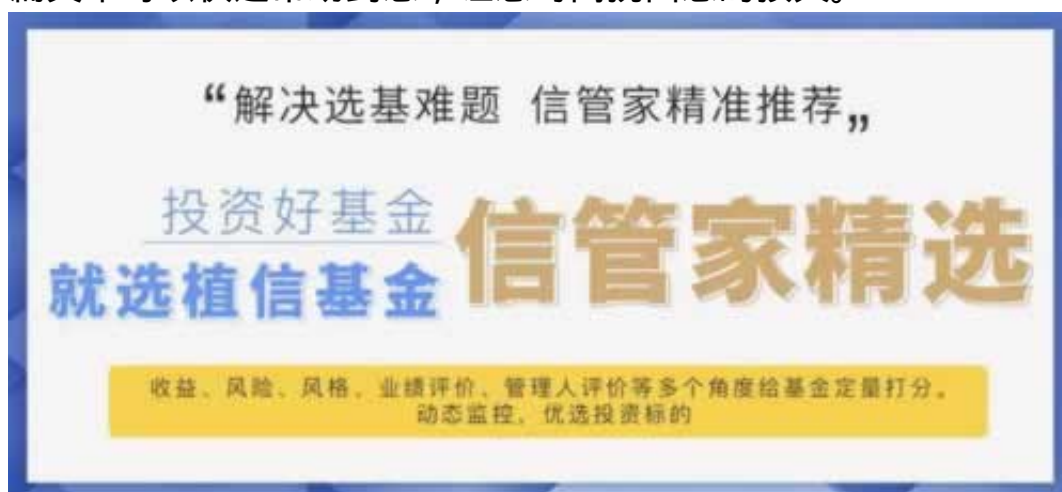 “解决选基难题 信管家精准推荐„
投资好基金
就选植信基金
信管家精选
收益、风险、风格、业绩评价、管理人评价等多个角度给基金定量打分。
动态监控，优选投资标的